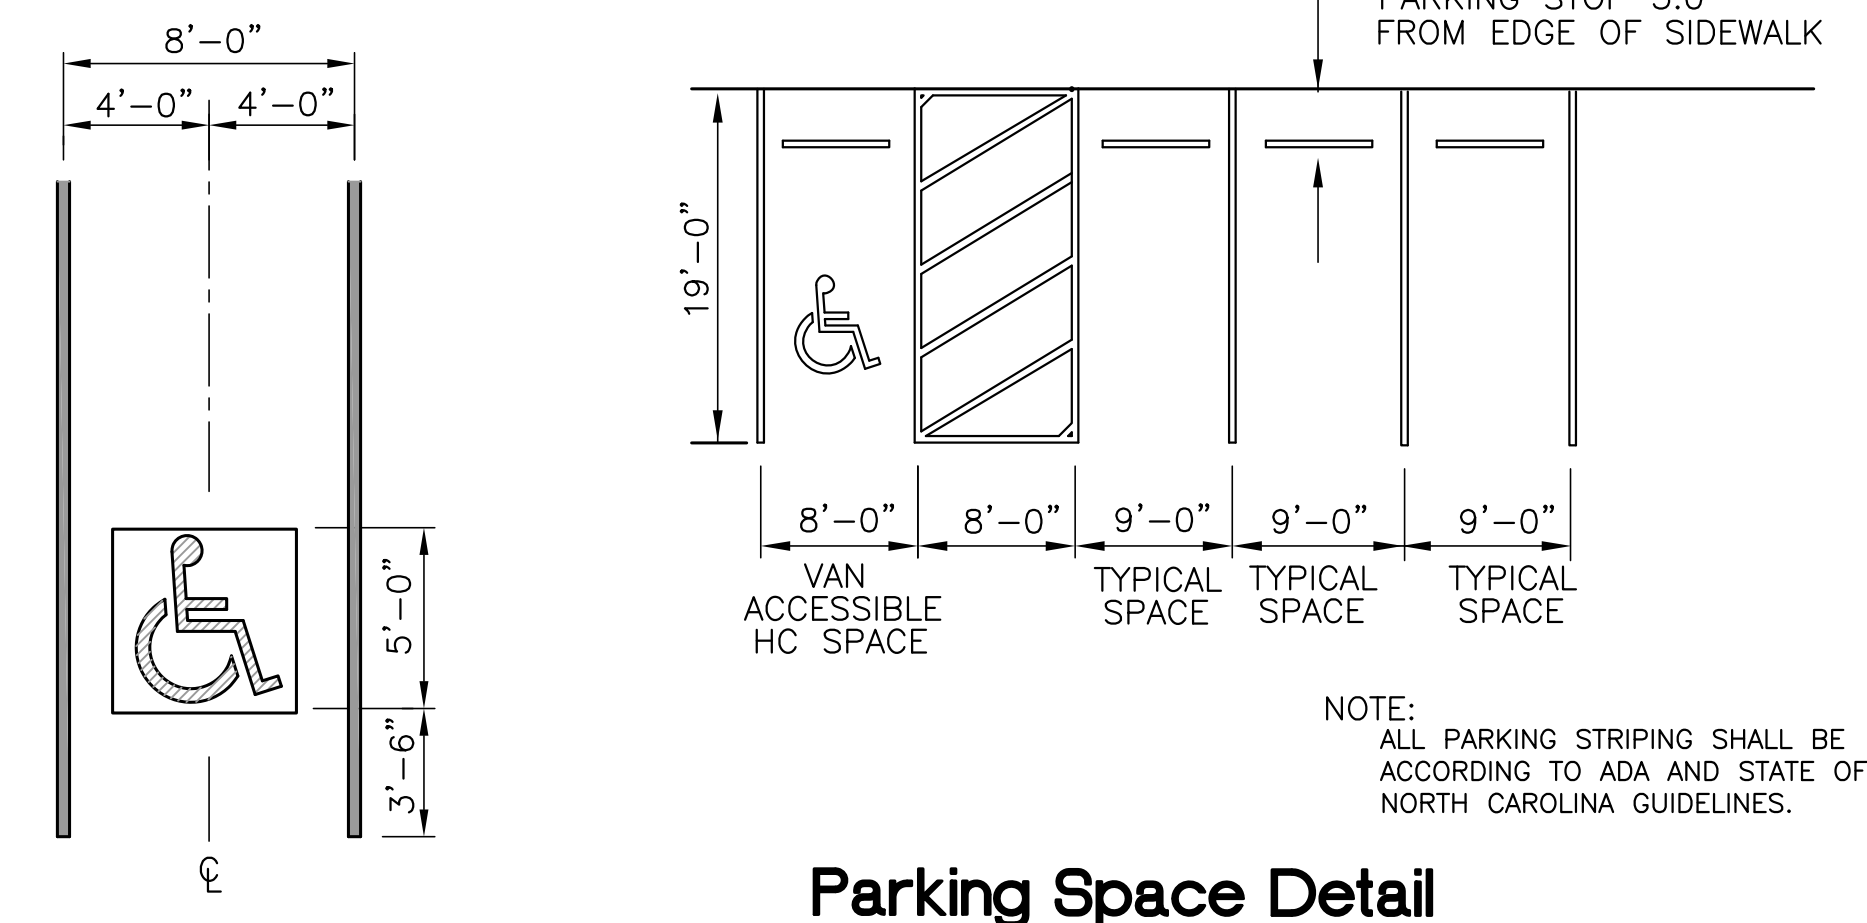 8'-0"
4'-0" 4'-0"
5'-0"
3'-6"
℄
FROM EDGE OF SIDEWALK
19'-0"
8'-0" 8'-0" 9'-0" 9'-0" 9'-0"
VAN
ACCESSIBLE
HC SPACE
TYPICAL
SPACE
TYPICAL
SPACE
TYPICAL
SPACE
NOTE:
ALL PARKING STRIPING SHALL BE
ACCORDING TO ADA AND STATE OF
NORTH CAROLINA GUIDELINES.
Parking Space Detail